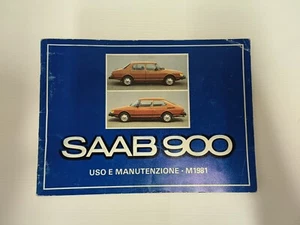 SAAB 900
USO E MANUTENZIONE - M1981